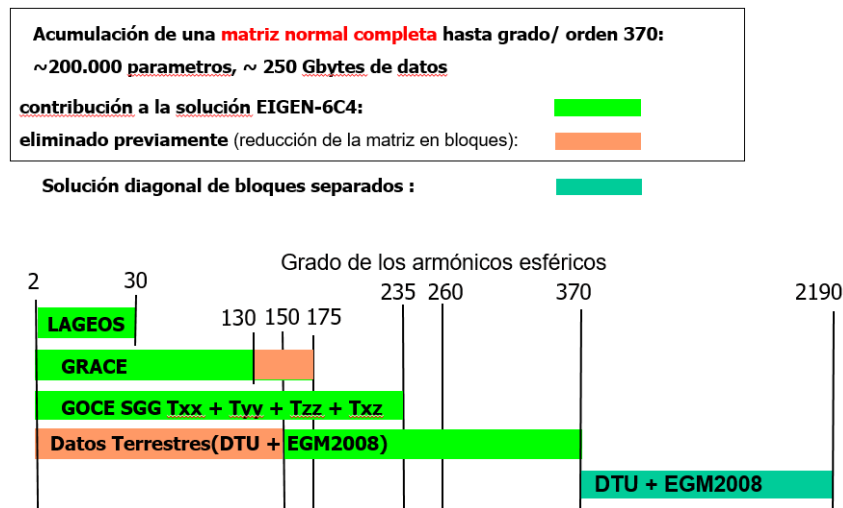 Acumulación de una matriz normal completa hasta grado/ orden 370:
~200.000 parametros, ~ 250 Gbytes de datos
contribución a la solución EIGEN-6C4:
eliminado previamente (reducción de la matriz en bloques):
Solución diagonal de bloques separados :
Grado de los armónicos esféricos
2 30 235 260 370 2190
130 150 175
LAGEOS
GRACE
GOCE SGG Txx + Tyy + Tzz + Txz
Datos Terrestres(DTU + EGM2008)
DTU + EGM2008